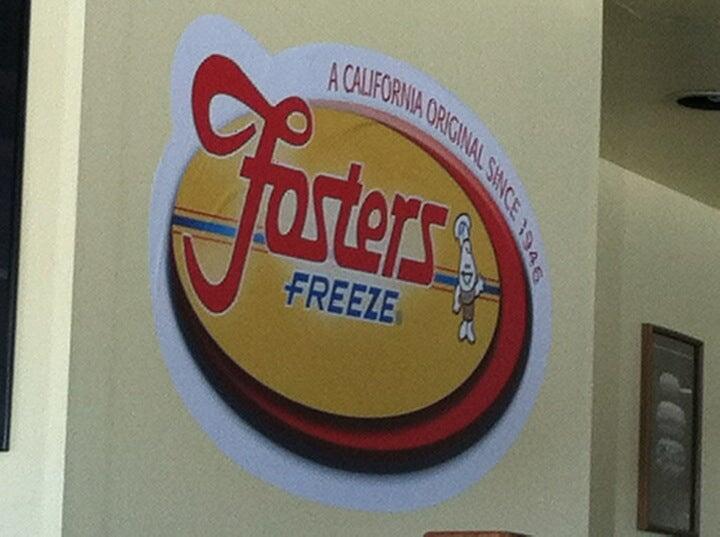 A CALIFORNIA ORIGINAL SINCE 1946
Fosters
FREEZE